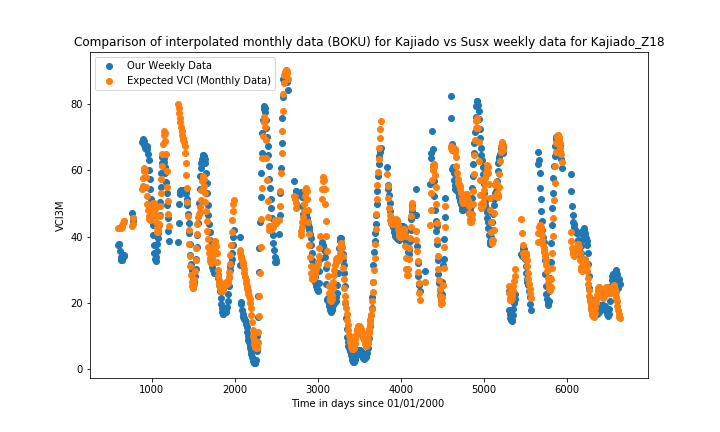 Comparison of interpolated monthly data (BOKU) for Kajiado vs Susx weekly data for Kajiado_Z18
Our Weekly Data
Expected VCI (Monthly Data)
80
60
40
20
0
VCI3M
1000 2000 3000 4000 5000 6000
Time in days since 01/01/2000